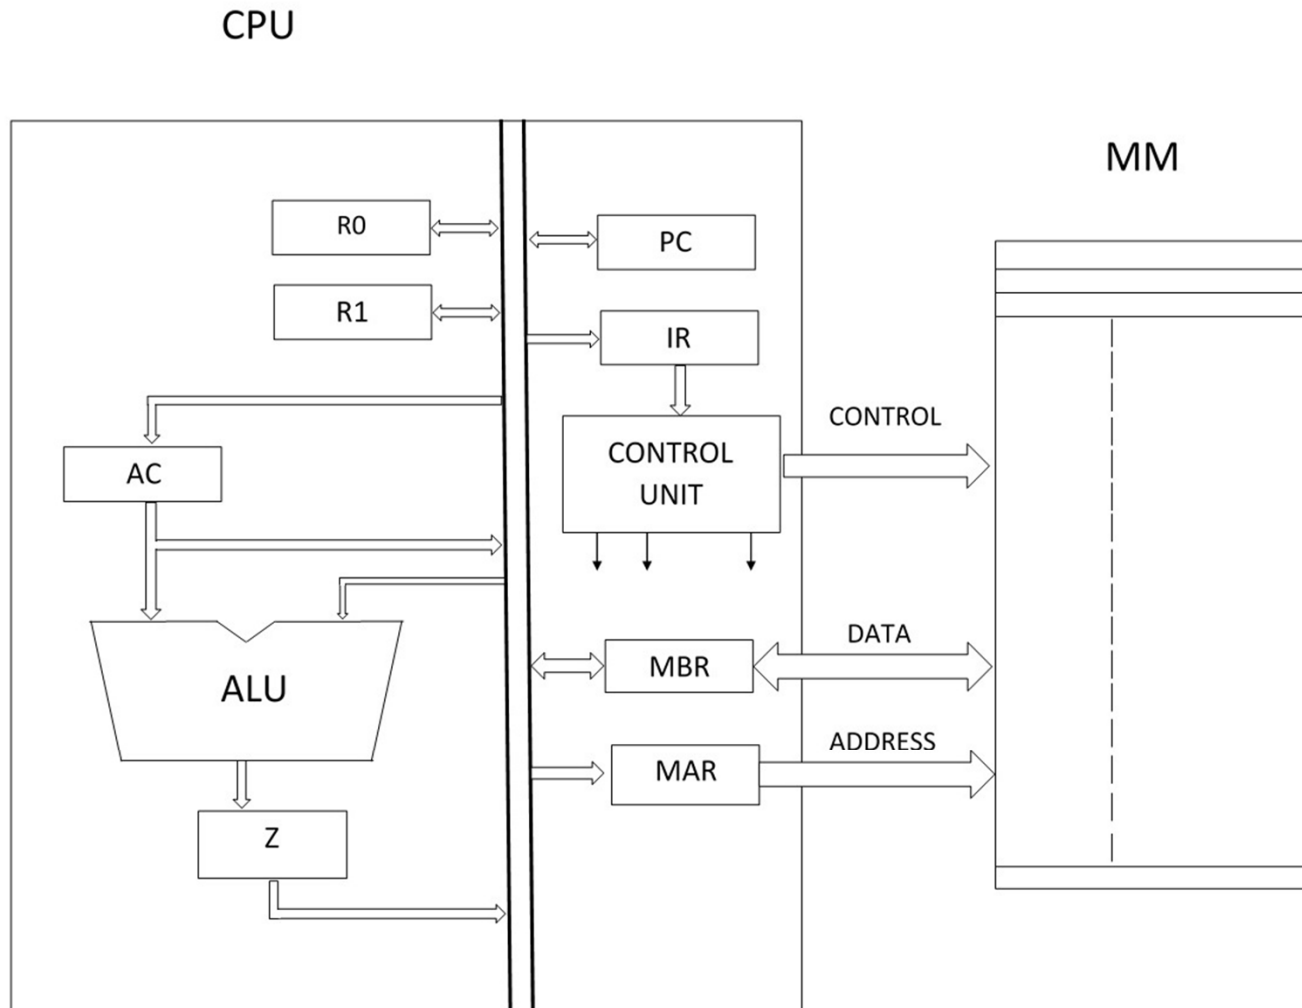 CPU
MM
R0
PC
R1
IR
CONTROL
AC
CONTROL
UNIT
DATA
MBR
ALU
ADDRESS
MAR
Z